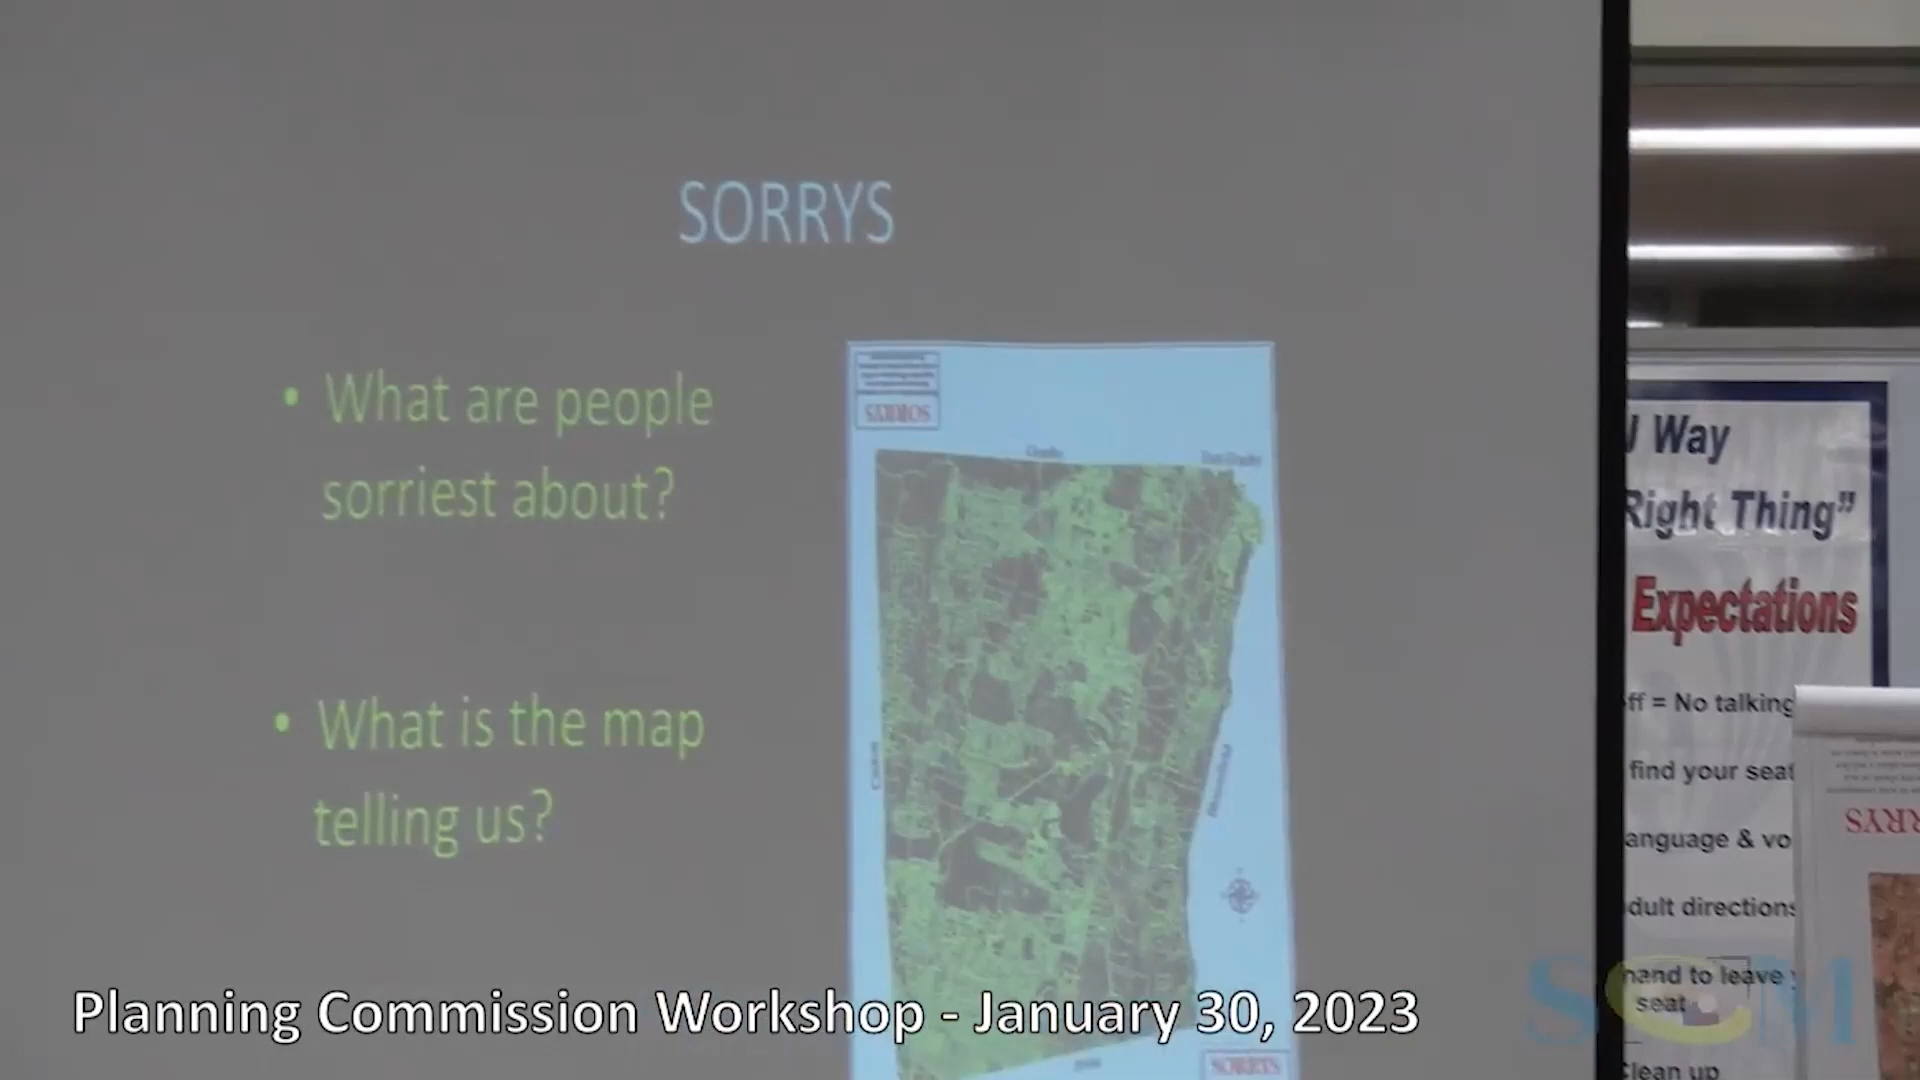 SORRYS
• What are people
sorriest about?
• What is the map
telling us?
SORRYS
SORRYS
Way
Right Thing”
Expectations
ff = No talking
find your seat
anguage & vo
dult directions
hand to leave
seat
Clean up
Planning Commission Workshop - January 30, 2023